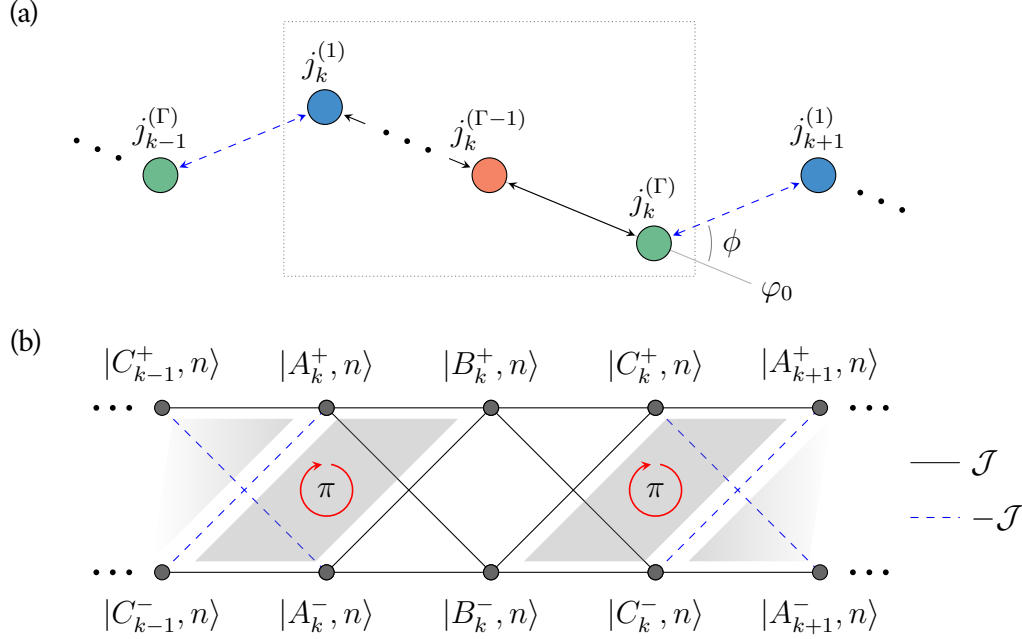 (a)
j_k^{(1)}
j_{k-1}^{(Γ)}
j_k^{(Γ-1)}
j_{k+1}^{(1)}
j_k^{(Γ)}
ϕ
φ_0
(b)
|C_{k-1}^+, n⟩ |A_k^+, n⟩ |B_k^+, n⟩ |C_k^+, n⟩ |A_{k+1}^+, n⟩
π π
𝒥
-𝒥
|C_{k-1}^-, n⟩ |A_k^-, n⟩ |B_k^-, n⟩ |C_k^-, n⟩ |A_{k+1}^-, n⟩